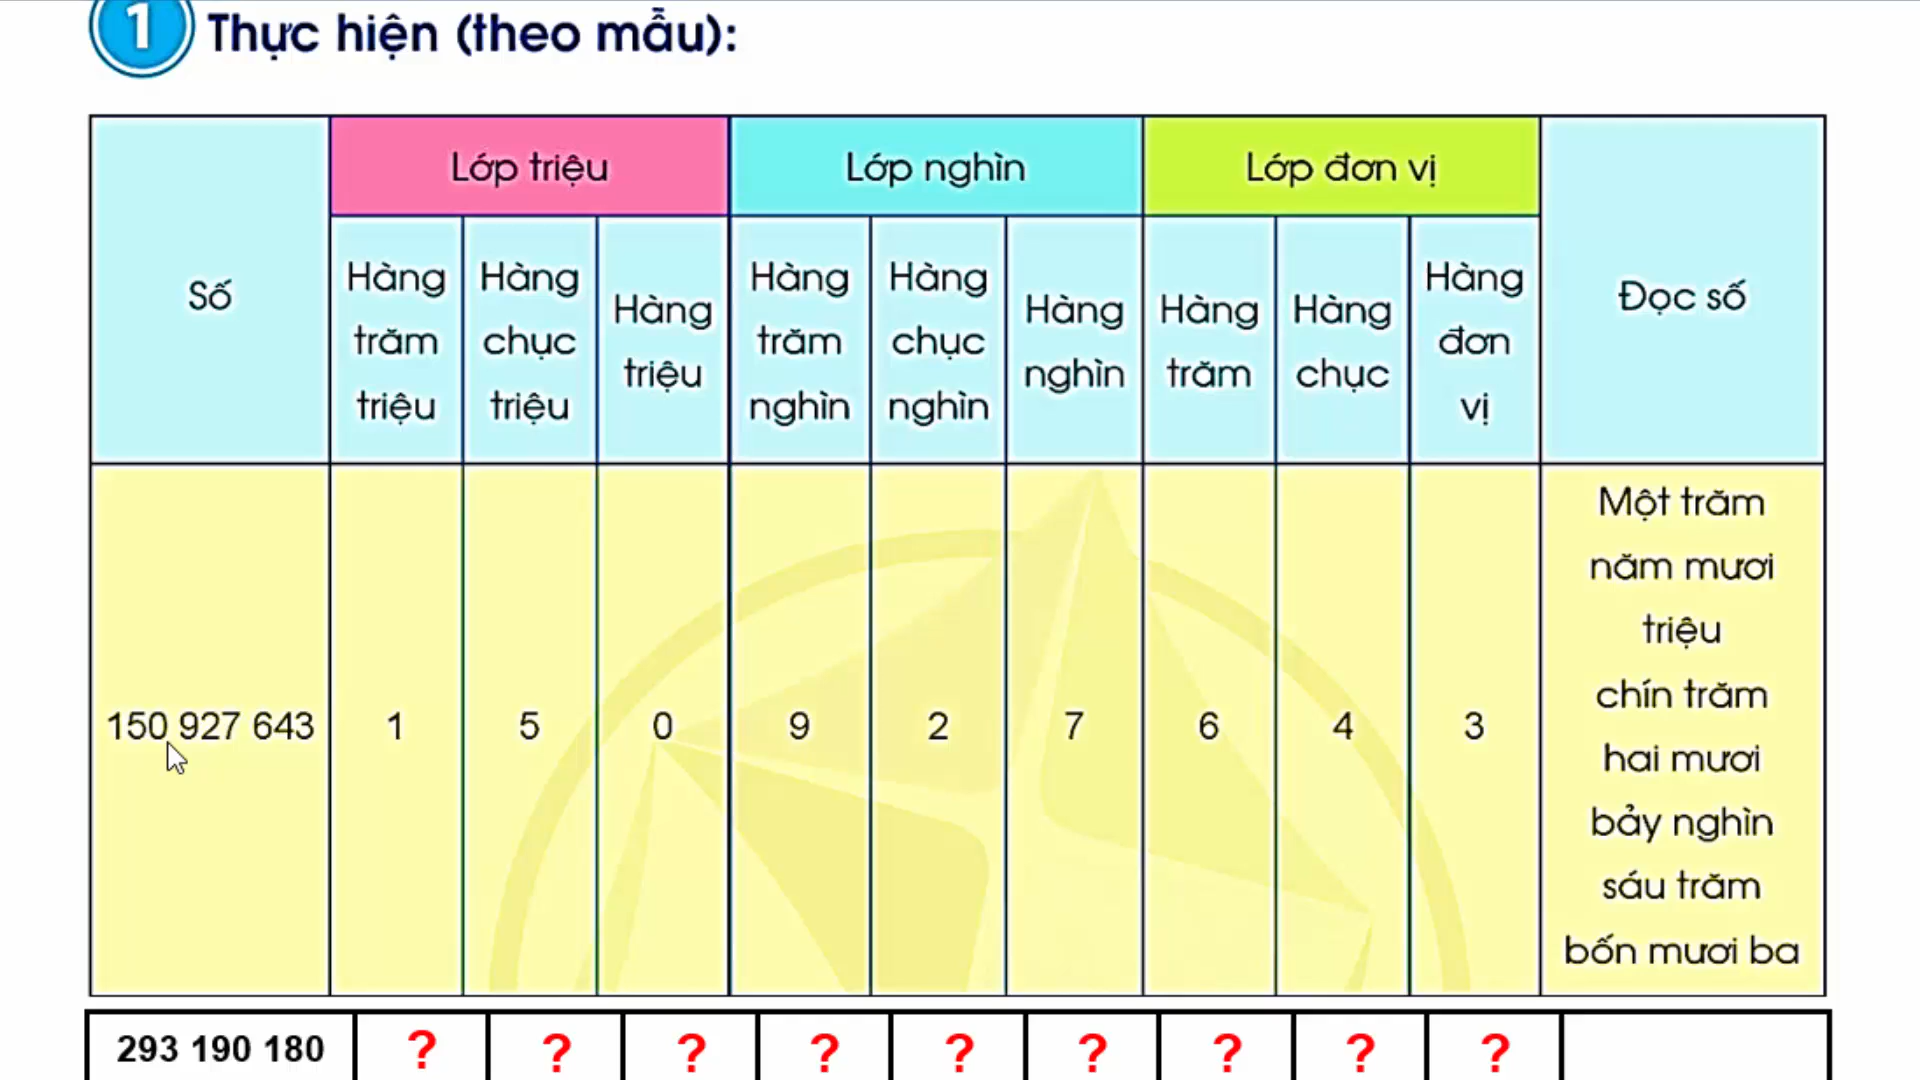 1 Thực hiện (theo mẫu):
Số
Lớp triệu
Lớp nghìn
Lớp đơn vị
Đọc số
Hàng
trăm
triệu
Hàng
chục
triệu
Hàng
triệu
Hàng
trăm
nghìn
Hàng
chục
nghìn
Hàng
nghìn
Hàng
trăm
Hàng
chục
Hàng
đơn
vị
150 927 643
1
5
0
9
2
7
6
4
3
Một trăm
năm mươi
triệu
chín trăm
hai mươi
bảy nghìn
sáu trăm
bốn mươi ba
293 190 180
?
?
?
?
?
?
?
?
?